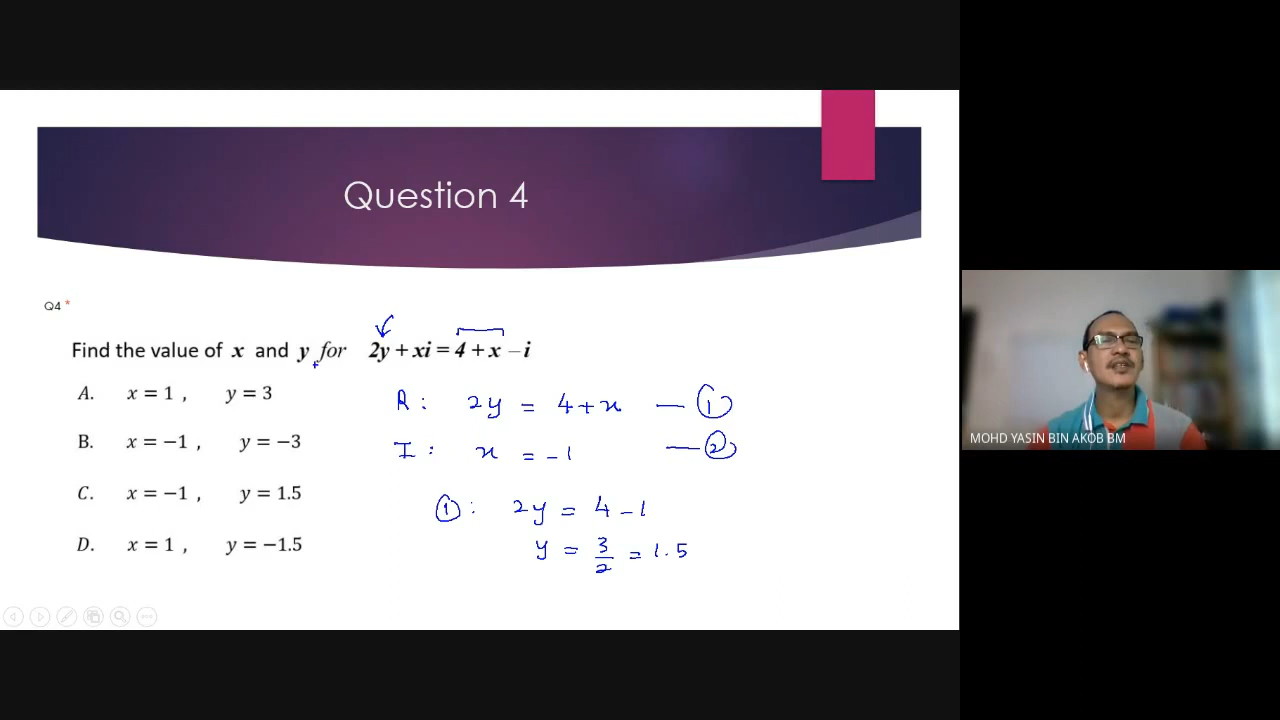 Question 4
Q4 *
Find the value of x and y for 2y + xi = 4 + x – i
A. x = 1 , y = 3
B. x = −1 , y = −3
C. x = −1 , y = 1.5
D. x = 1 , y = −1.5
R : 2y = 4 + x — ①
I : x = -1 — ②
① : 2y = 4 - 1
y = 3/2 = 1.5
MOHD YASIN BIN AKOB BM